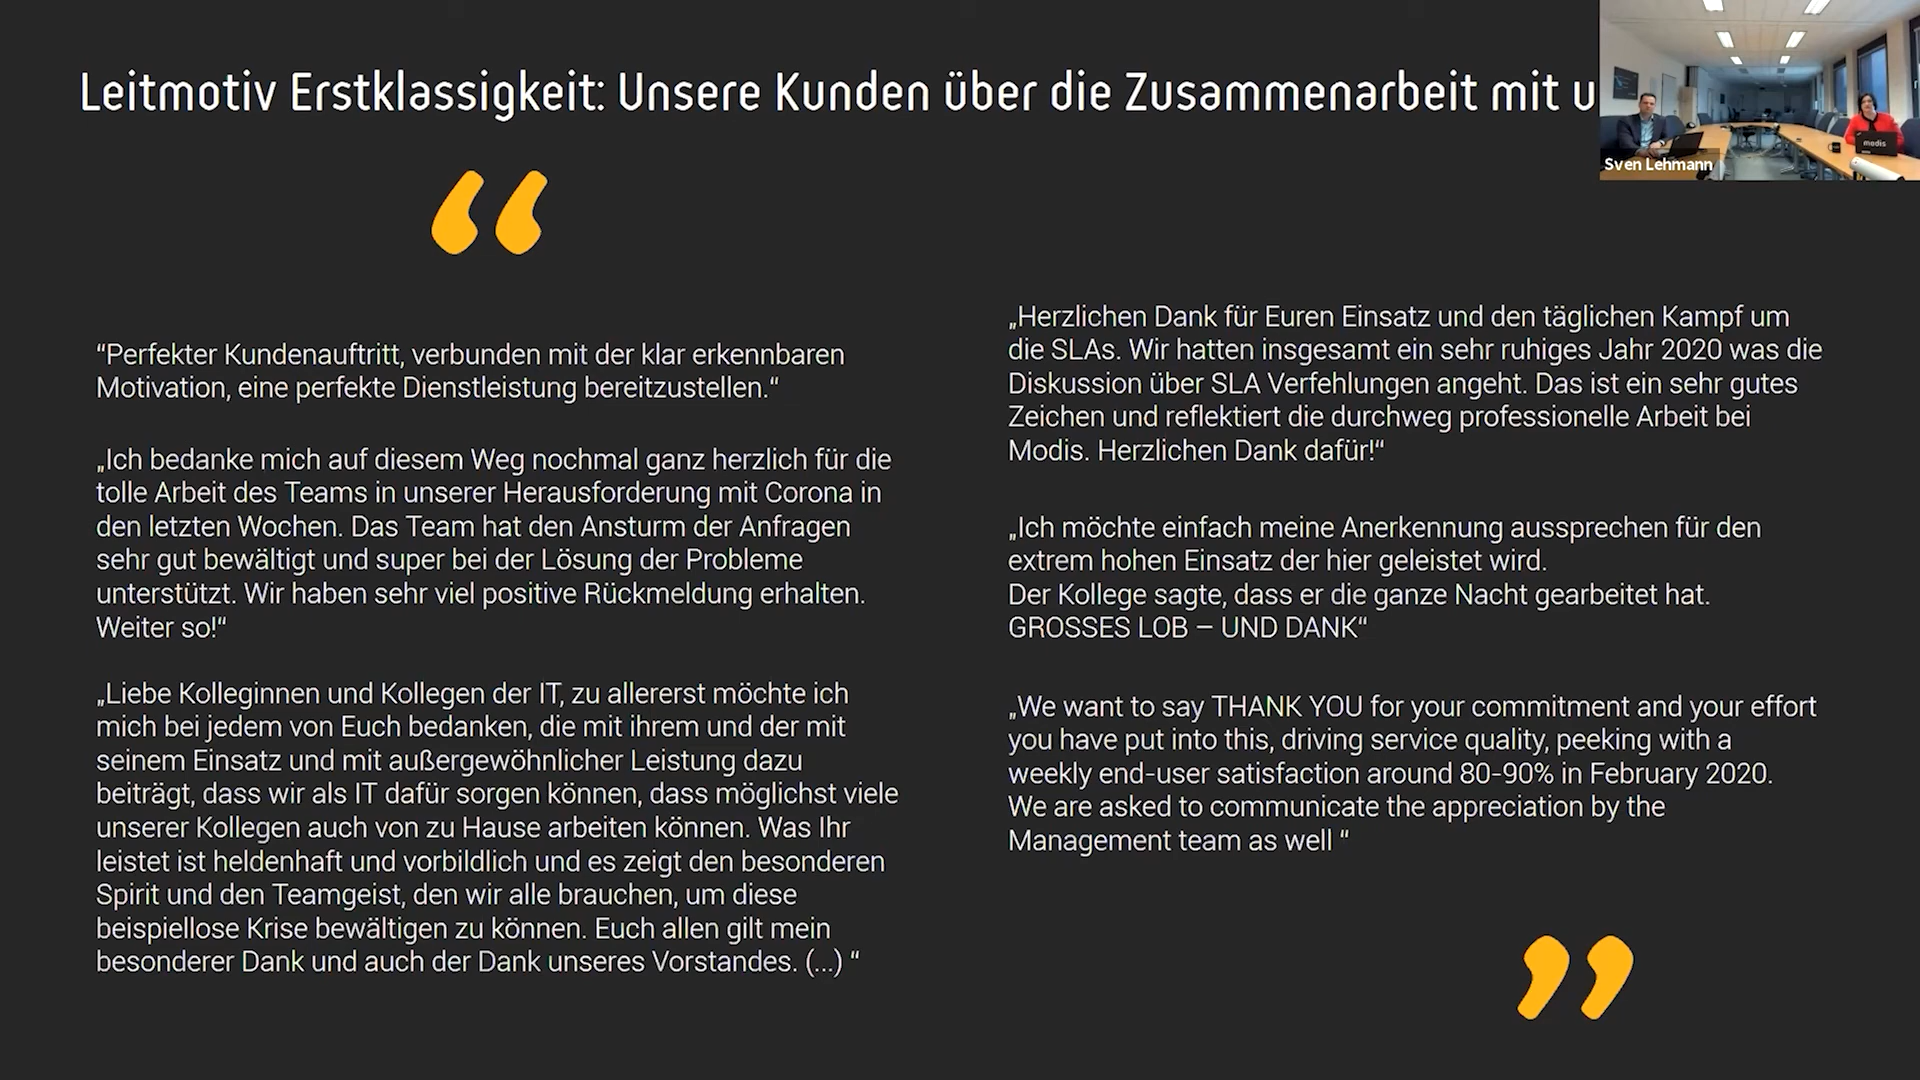 Leitmotiv Erstklassigkeit: Unsere Kunden über die Zusammenarbeit mit u
modis
Sven Lehmann
“Perfekter Kundenauftritt, verbunden mit der klar erkennbaren
Motivation, eine perfekte Dienstleistung bereitzustellen.“
„Ich bedanke mich auf diesem Weg nochmal ganz herzlich für die
tolle Arbeit des Teams in unserer Herausforderung mit Corona in
den letzten Wochen. Das Team hat den Ansturm der Anfragen
sehr gut bewältigt und super bei der Lösung der Probleme
unterstützt. Wir haben sehr viel positive Rückmeldung erhalten.
Weiter so!“
„Liebe Kolleginnen und Kollegen der IT, zu allererst möchte ich
mich bei jedem von Euch bedanken, die mit ihrem und der mit
seinem Einsatz und mit außergewöhnlicher Leistung dazu
beiträgt, dass wir als IT dafür sorgen können, dass möglichst viele
unserer Kollegen auch von zu Hause arbeiten können. Was Ihr
leistet ist heldenhaft und vorbildlich und es zeigt den besonderen
Spirit und den Teamgeist, den wir alle brauchen, um diese
beispiellose Krise bewältigen zu können. Euch allen gilt mein
besonderer Dank und auch der Dank unseres Vorstandes. (...) “
„Herzlichen Dank für Euren Einsatz und den täglichen Kampf um
die SLAs. Wir hatten insgesamt ein sehr ruhiges Jahr 2020 was die
Diskussion über SLA Verfehlungen angeht. Das ist ein sehr gutes
Zeichen und reflektiert die durchweg professionelle Arbeit bei
Modis. Herzlichen Dank dafür!“
„Ich möchte einfach meine Anerkennung aussprechen für den
extrem hohen Einsatz der hier geleistet wird.
Der Kollege sagte, dass er die ganze Nacht gearbeitet hat.
GROSSES LOB – UND DANK“
„We want to say THANK YOU for your commitment and your effort
you have put into this, driving service quality, peeking with a
weekly end-user satisfaction around 80-90% in February 2020.
We are asked to communicate the appreciation by the
Management team as well “